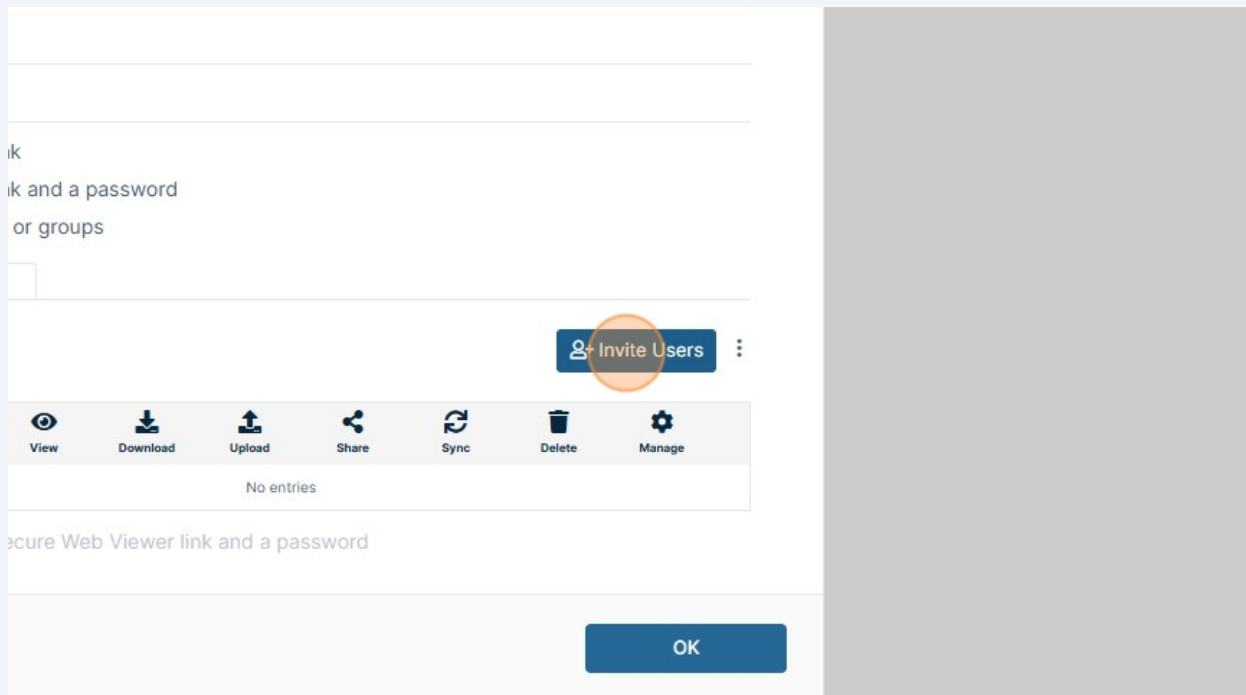 k and a password
or groups
Invite Users
View Download Upload Share Sync Delete Manage
No entries
ecure Web Viewer link and a password
OK